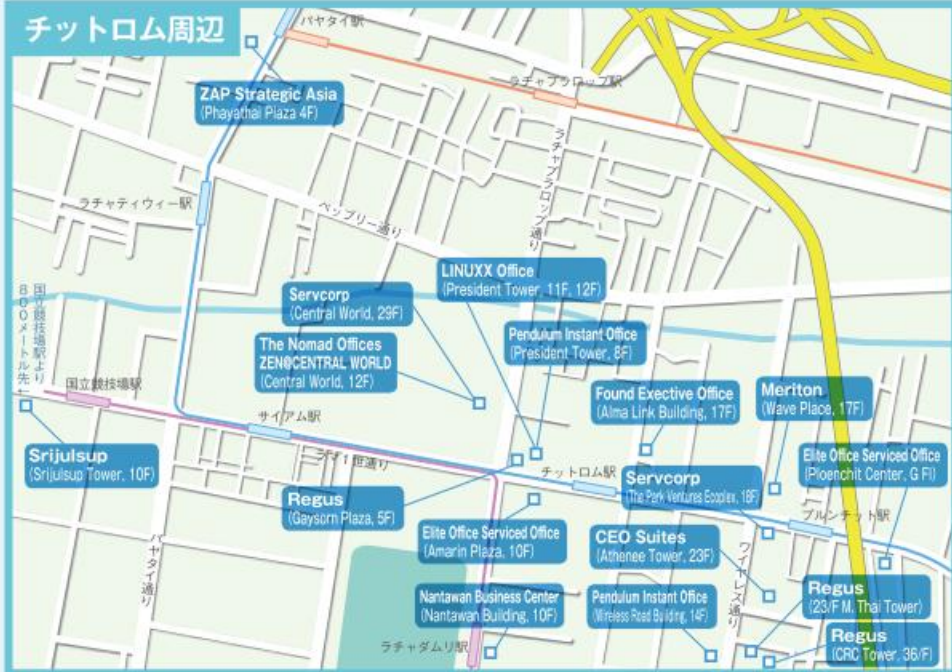 チットロム周辺
パヤタイ駅
ZAP Strategic Asia
(Phayathai Plaza 4F)
ラチャプラロップ駅
ラチャプラロップ通り
ラチャティウィー駅
ペッブリー通り
LINUXX Office
(President Tower, 11F, 12F)
Servcorp
(Central World, 29F)
国立競技場駅より
800メートル先←
The Nomad Offices
ZENOCENTRAL WORLD
(Central World, 12F)
Pendulum Instant Office
(President Tower, 8F)
国立競技場駅
Found Exective Office
(Alma Link Building, 17F)
Meriton
(Wave Place, 17F)
サイアム駅
Srijulsup
(Srijulsup Tower, 10F)
ラマ1世通り
チットロム駅
Elite Office Serviced Office
(Ploenchit Center, G Fl)
Servcorp
(The Park Ventures Ecoplex, 18F)
Regus
(Gaysorn Plaza, 5F)
プルンチット駅
Elite Office Serviced Office
(Amarin Plaza, 10F)
CEO Suites
(Athenee Tower, 23F)
パヤタイ通り
ワイヤレス通り
Nantawan Business Center
(Nantawan Building, 10F)
Pendulum Instant Office
(Wireless Road Building, 14F)
Regus
(23/F M. Thai Tower)
ラチャダムリ駅
Regus
(CRC Tower, 36/F)